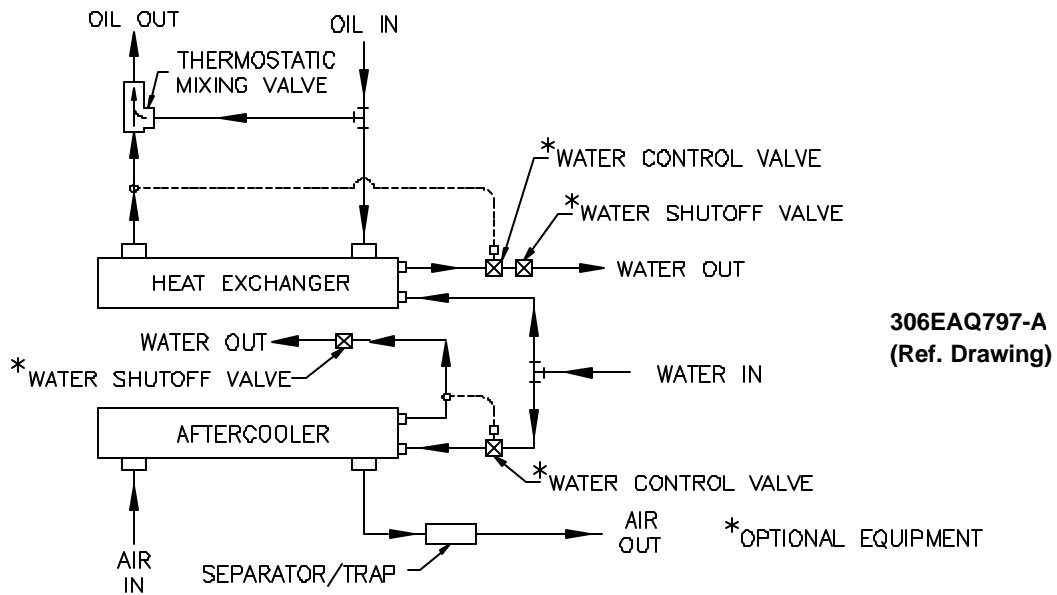 OIL OUT
OIL IN
THERMOSTATIC
MIXING VALVE
*WATER CONTROL VALVE
*WATER SHUTOFF VALVE
WATER OUT
HEAT EXCHANGER
306EAQ797-A
(Ref. Drawing)
WATER OUT
*WATER SHUTOFF VALVE
WATER IN
AFTERCOOLER
*WATER CONTROL VALVE
AIR
OUT
*OPTIONAL EQUIPMENT
AIR
IN
SEPARATOR/TRAP